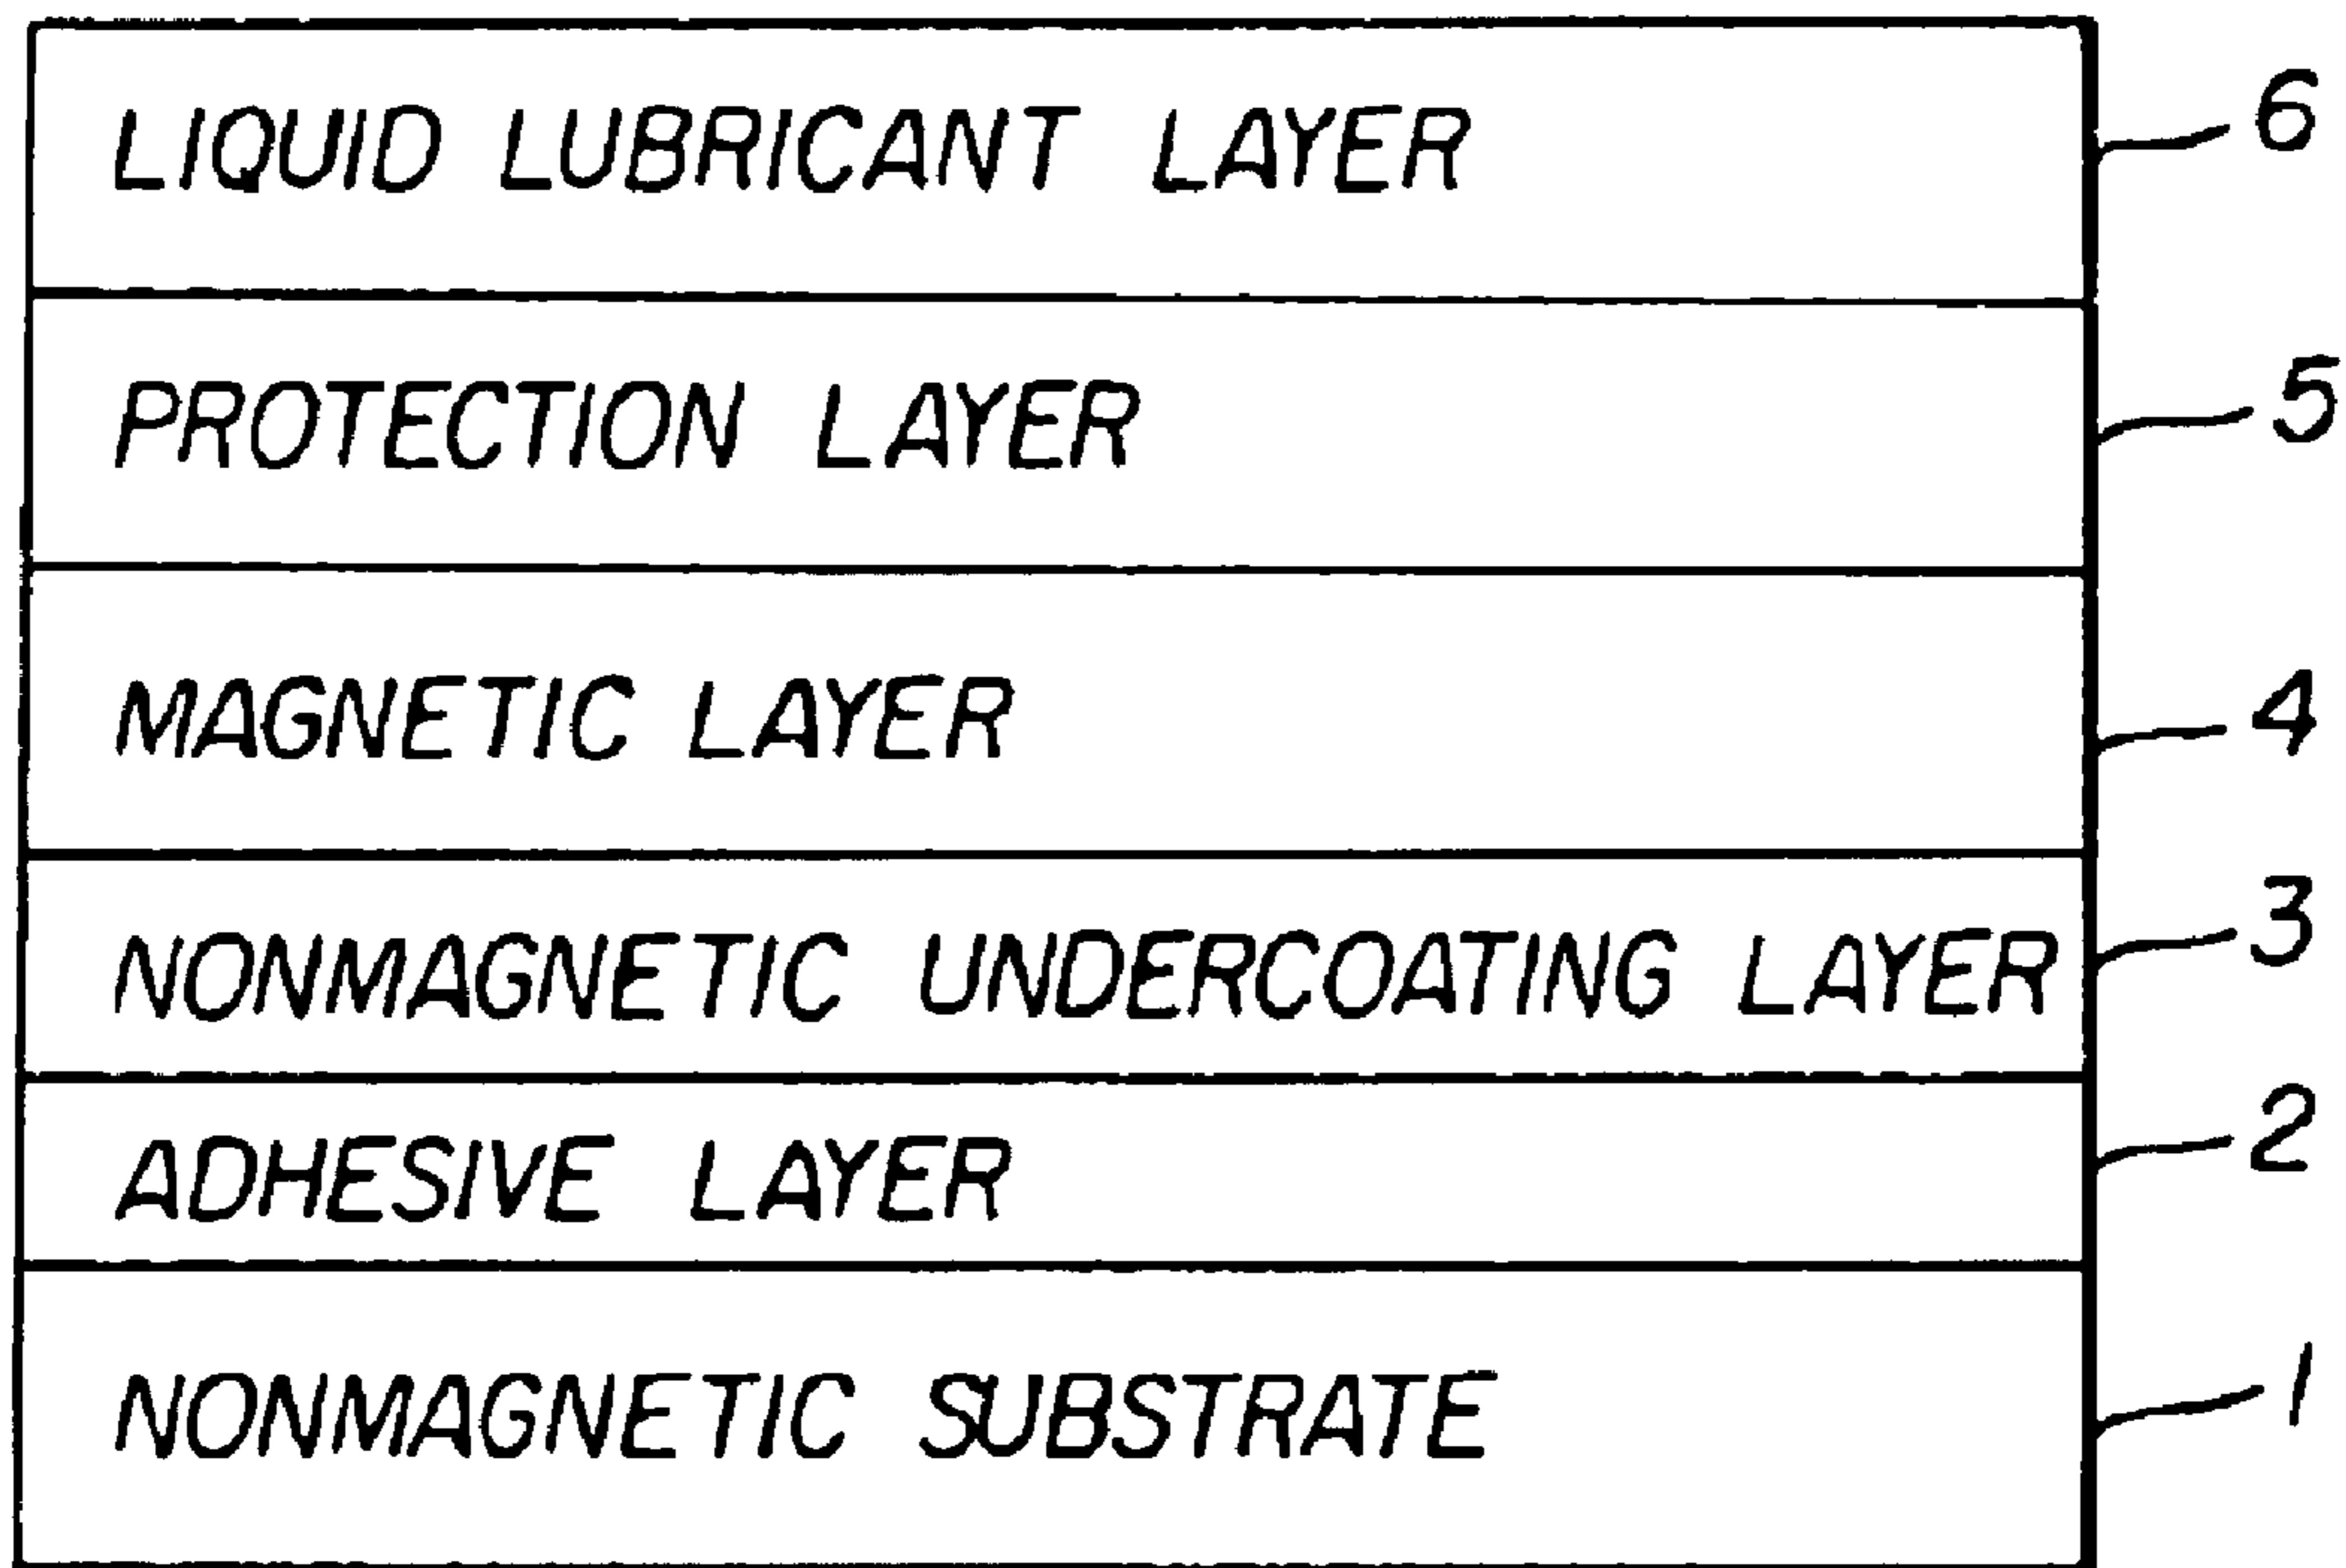 LIQUID LUBRICANT LAYER 6
PROTECTION LAYER 5
MAGNETIC LAYER 4
NONMAGNETIC UNDERCOATING LAYER 3
ADHESIVE LAYER 2
NONMAGNETIC SUBSTRATE 1